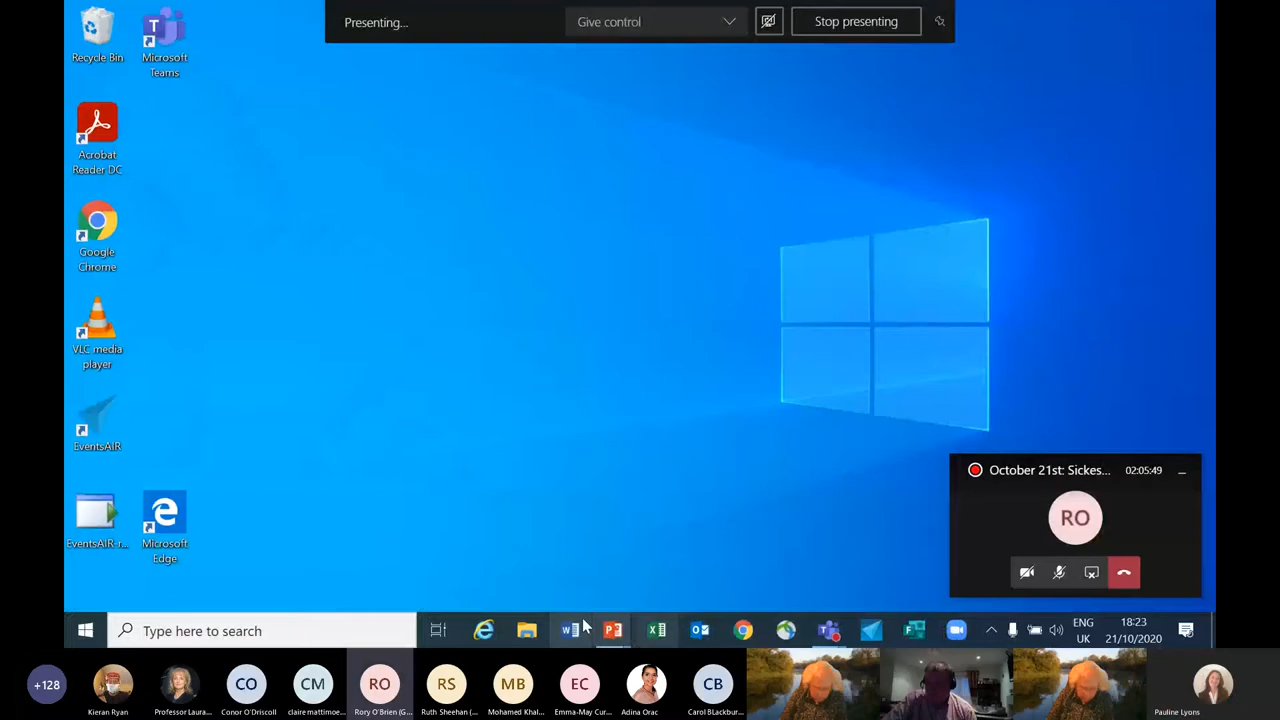 Presenting...
Give control
Stop presenting
Recycle Bin
Microsoft
Teams
Acrobat
Reader DC
Google
Chrome
VLC media
player
EventsAIR
EventsAIR-r...
Microsoft
Edge
October 21st: Sickes... 02:05:49
RO
Type here to search
ENG
UK
18:23
21/10/2020
+128
CO
CM
RO
RS
MB
EC
CB
Kieran Ryan
Professor Laura...
Conor O'Driscoll
claire mattimoe...
Rory O'Brien (G...
Ruth Sheehan (...
Mohamed Khal...
Emma-May Cur...
Adina Orac
Carol BLackbur...
Pauline Lyons